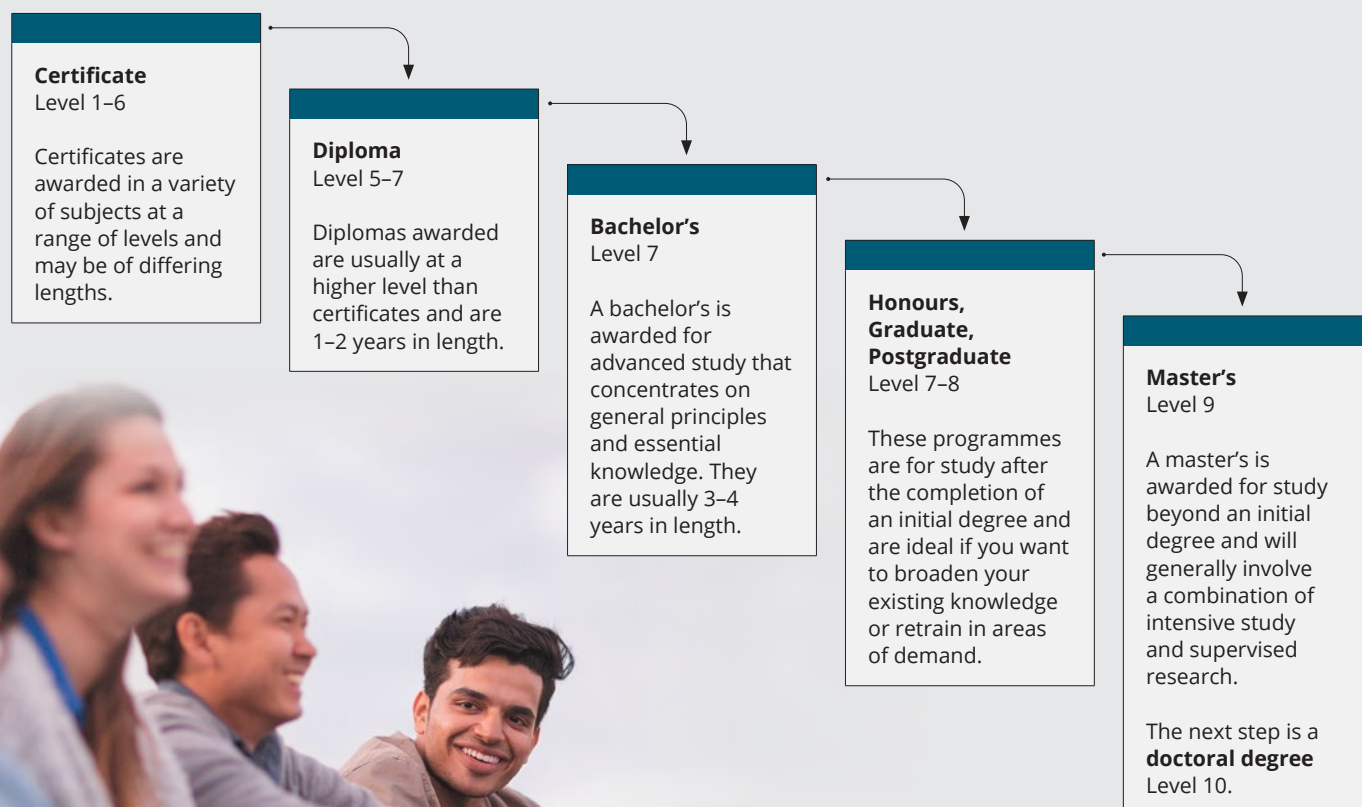 Certificate
Level 1–6
Certificates are
awarded in a variety
of subjects at a
range of levels and
may be of differing
lengths.
Diploma
Level 5–7
Diplomas awarded
are usually at a
higher level than
certificates and are
1–2 years in length.
Bachelor’s
Level 7
A bachelor’s is
awarded for
advanced study that
concentrates on
general principles
and essential
knowledge. They
are usually 3–4
years in length.
Honours,
Graduate,
Postgraduate
Level 7–8
These programmes
are for study after
the completion of
an initial degree and
are ideal if you want
to broaden your
existing knowledge
or retrain in areas
of demand.
Master’s
Level 9
A master’s is
awarded for study
beyond an initial
degree and will
generally involve
a combination of
intensive study
and supervised
research.
The next step is a
doctoral degree
Level 10.